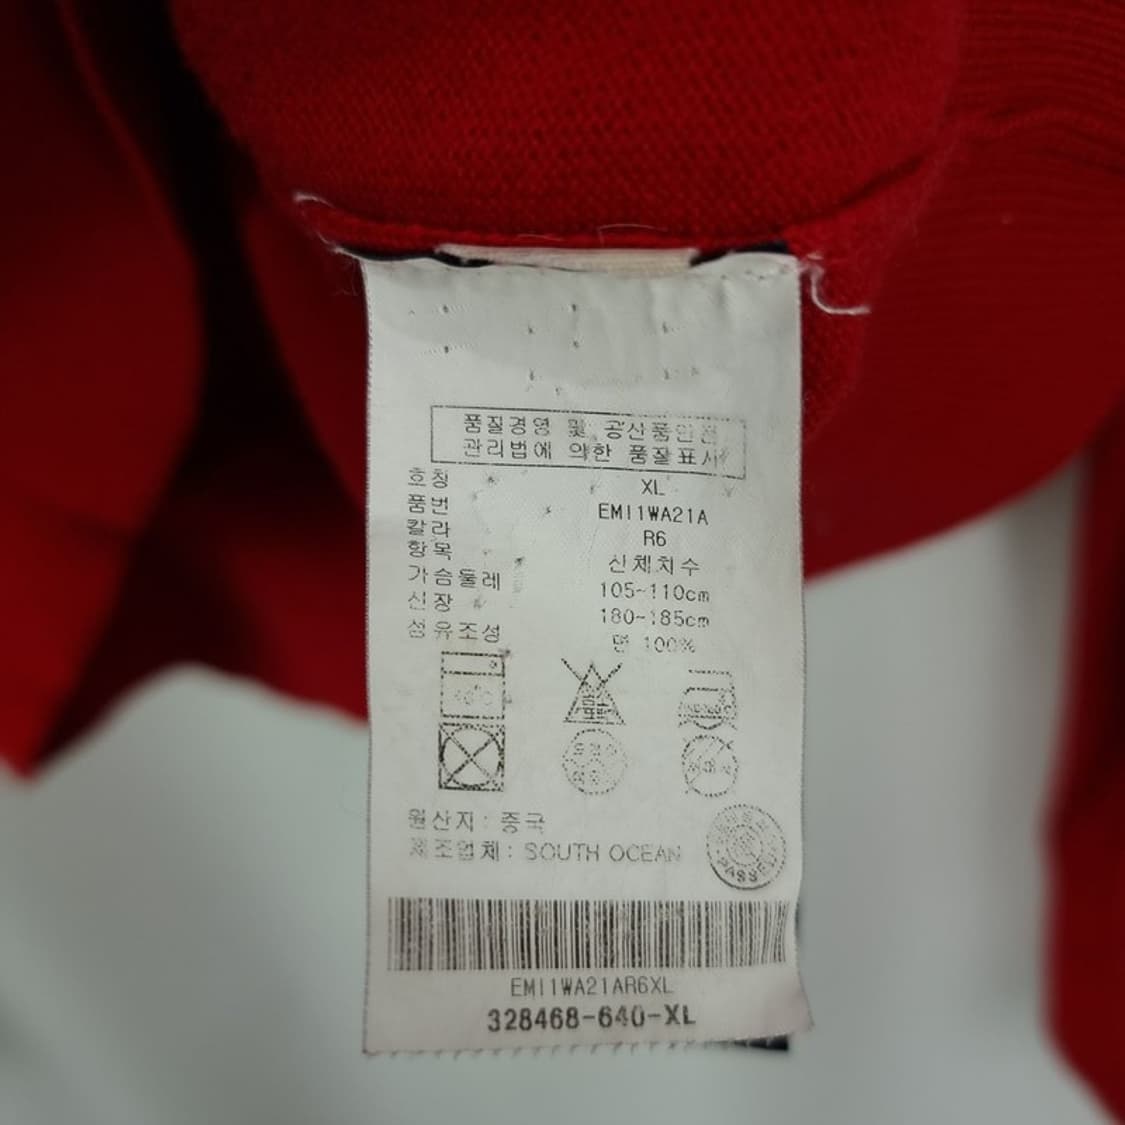 품질경영 및 공산품안전
관리법에 의한 품질표시
호칭 XL
품번 EMI1WA21A
칼라 R6
항목 신체치수
가슴둘레 105~110cm
신장 180~185cm
섬유조성 면 100%
원산지 : 중국
제조업체 : SOUTH OCEAN
PASSED
EMI1WA21AR6XL
328468-640-XL